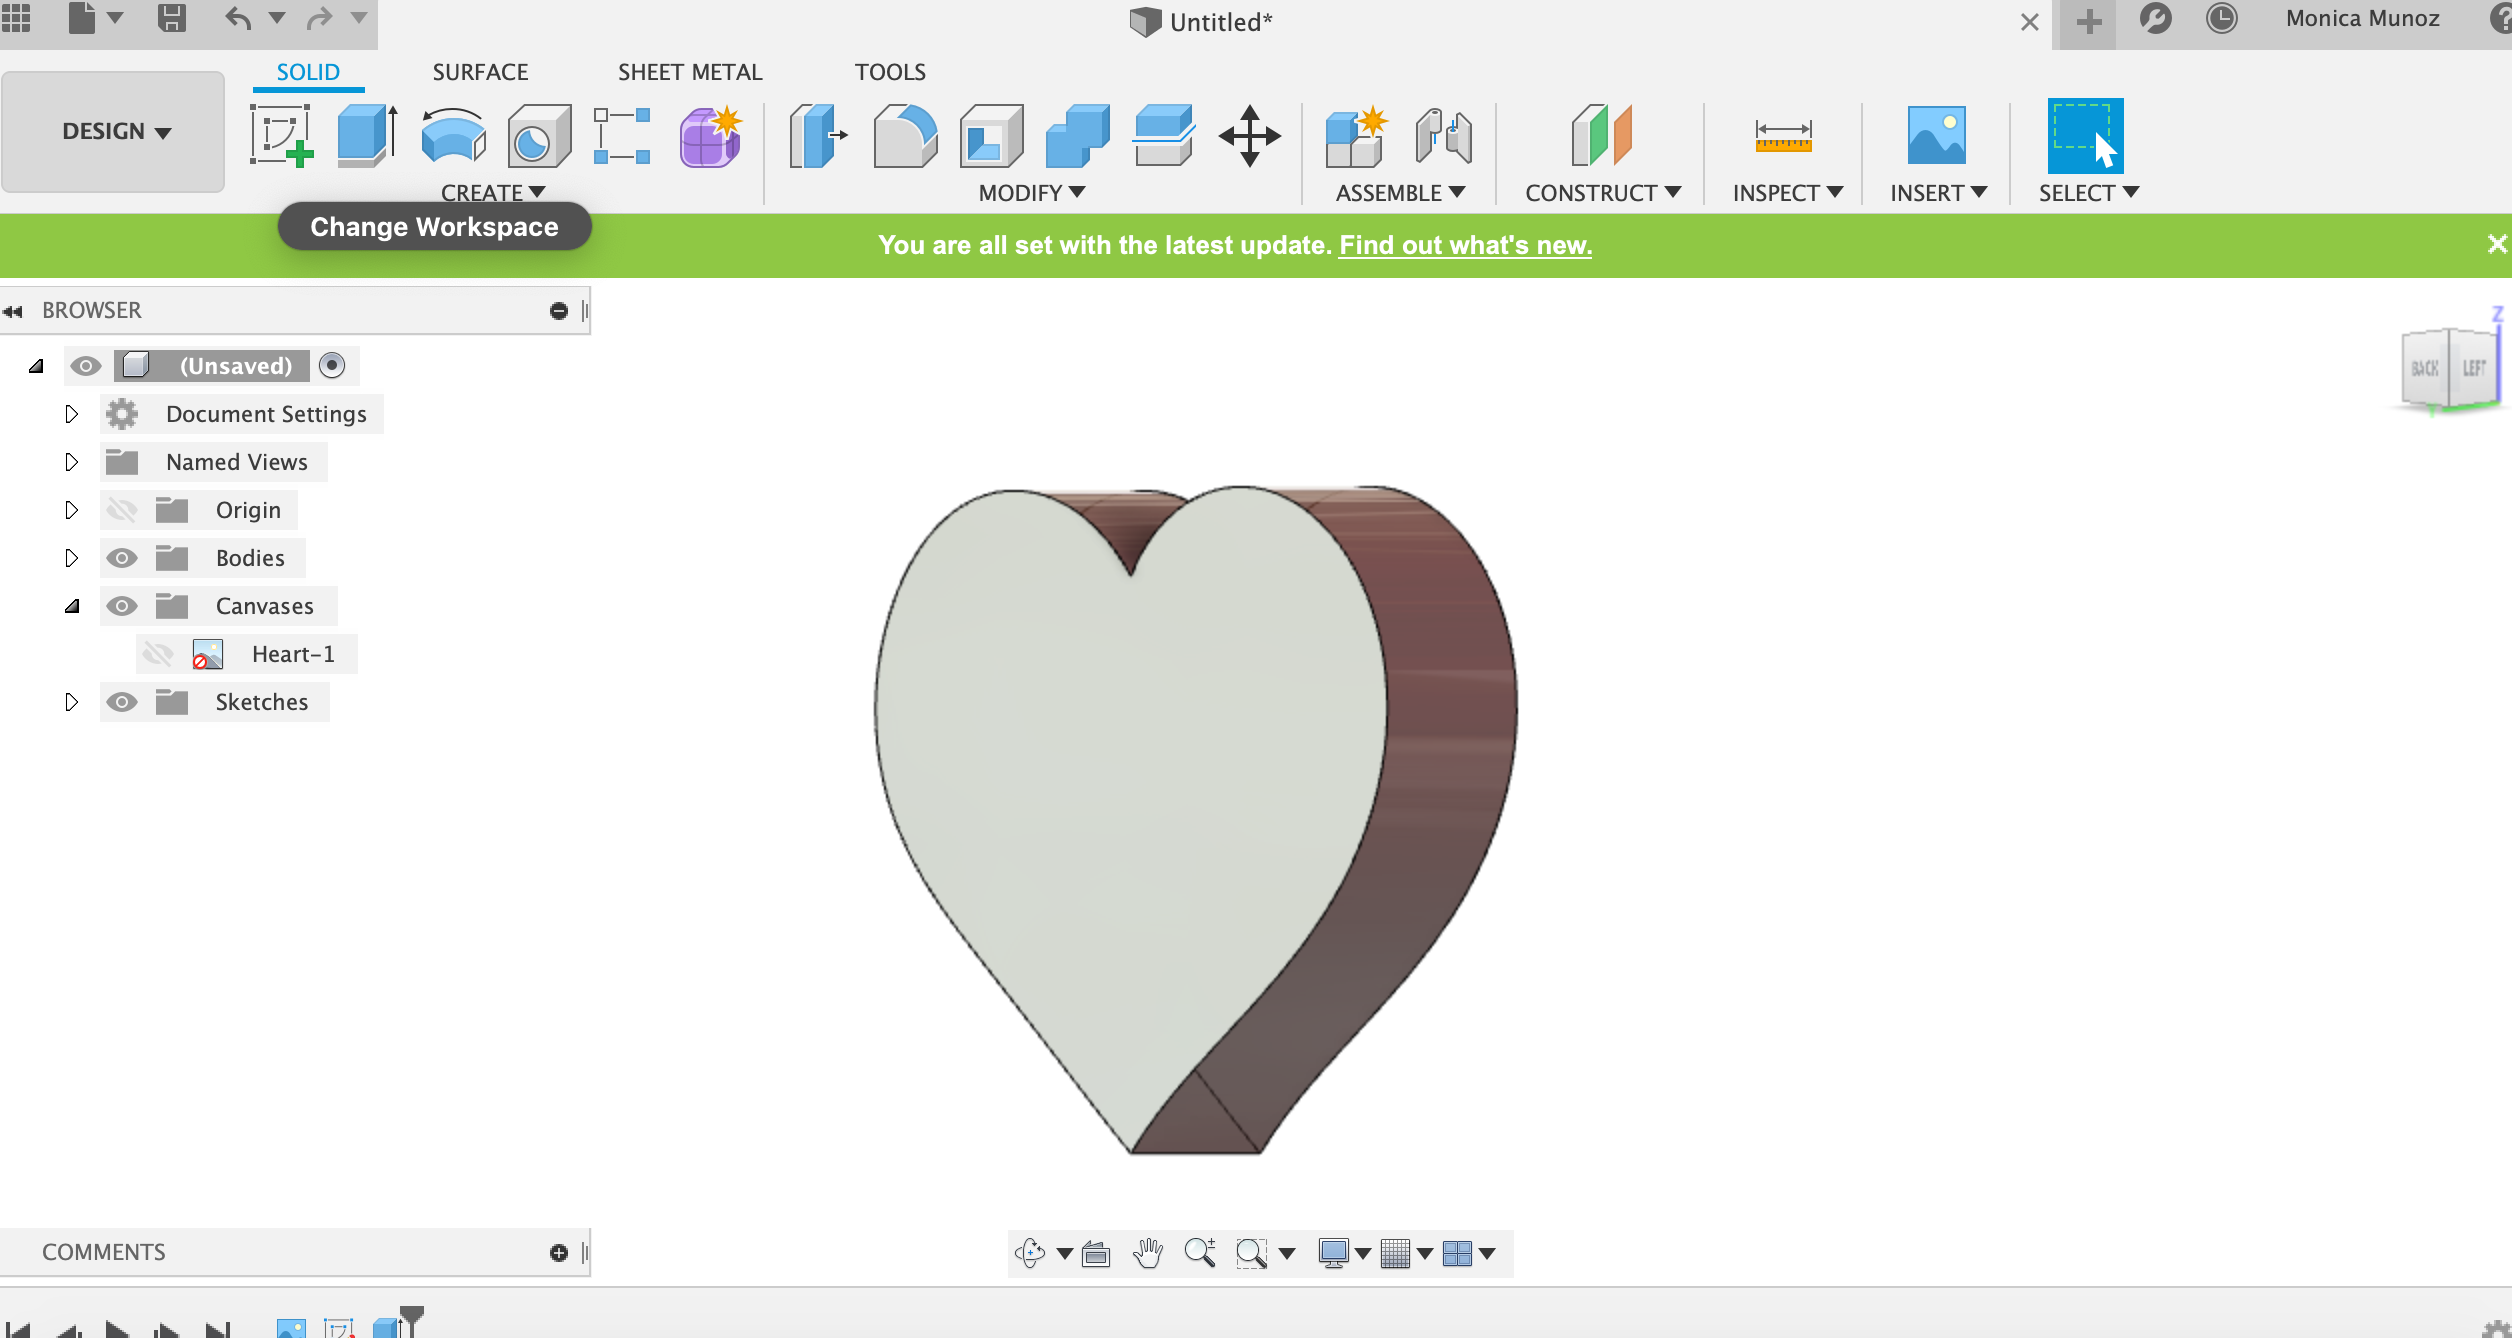 Untitled*
Monica Munoz
SOLID
SURFACE
SHEET METAL
TOOLS
DESIGN
CREATE
MODIFY
ASSEMBLE
CONSTRUCT
INSPECT
INSERT
SELECT
Change Workspace
You are all set with the latest update. Find out what's new.
BROWSER
(Unsaved)
Document Settings
Named Views
Origin
Bodies
Canvases
Heart-1
Sketches
Z
BACK
LEFT
Y
COMMENTS